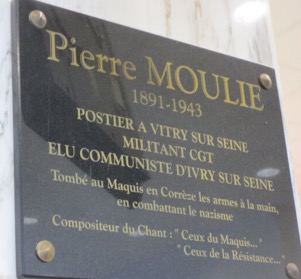 Pierre MOULIE
1891-1943
POSTIER A VITRY SUR SEINE
MILITANT CGT
ELU COMMUNISTE D'IVRY SUR SEINE
Tombé au Maquis en Corrèze les armes à la main,
en combattant le nazisme
Compositeur du Chant : " Ceux du Maquis..."
" Ceux de la Résistance...